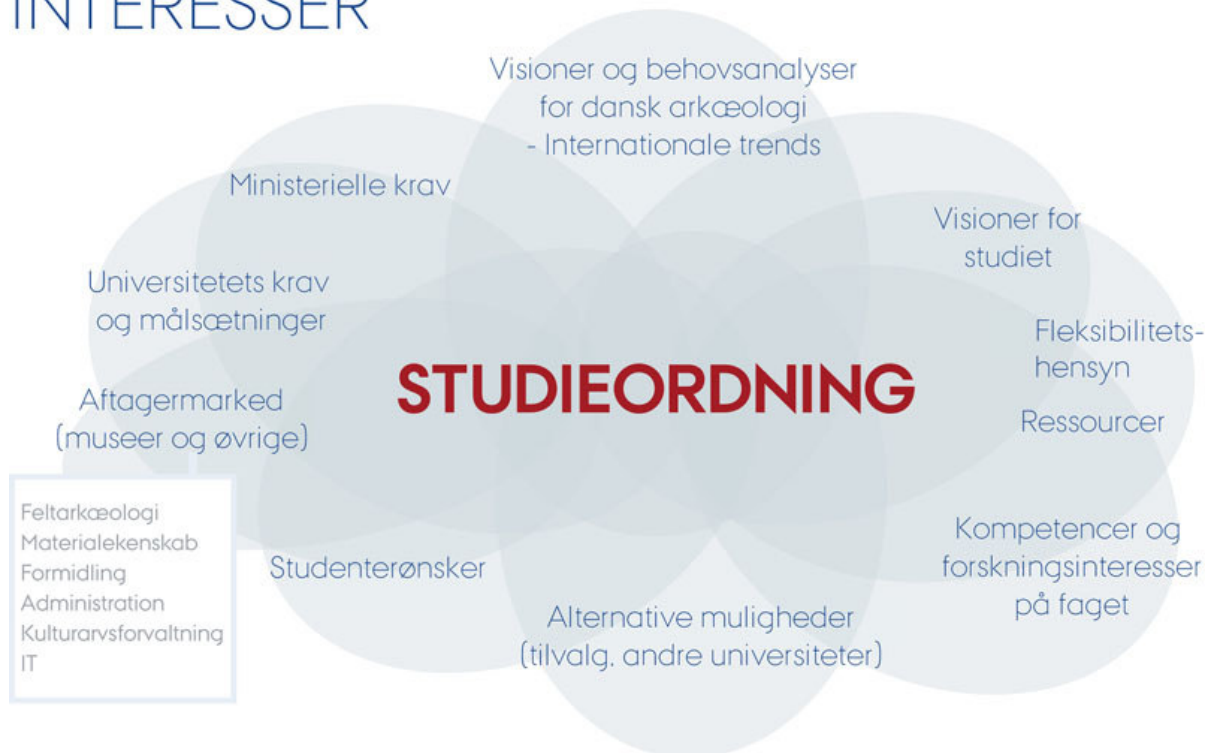 INTERESSER
Visioner og behovsanalyser
for dansk arkæologi
- Internationale trends
Ministerielle krav
Visioner for
studiet
Universitetets krav
og målsætninger
Fleksibilitets-
hensyn
STUDIEORDNING
Aftagermarked
(museer og øvrige)
Ressourcer
Feltarkæologi
Materialekenskab
Formidling
Administration
Kulturarvsforvaltning
IT
Studenterønsker
Kompetencer og
forskningsinteresser
på faget
Alternative muligheder
(tilvalg, andre universiteter)